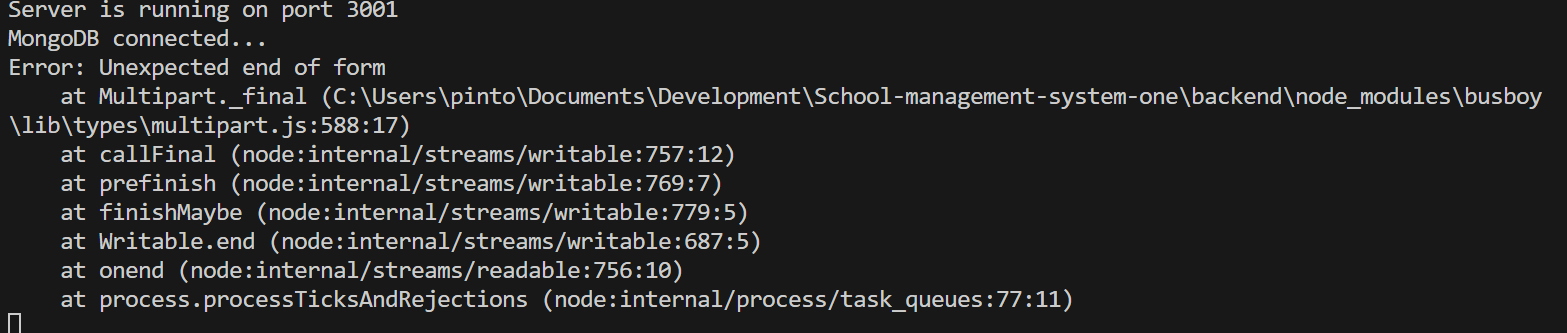 Server is running on port 3001
MongoDB connected...
Error: Unexpected end of form
    at Multipart._final (C:\Users\pinto\Documents\Development\School-management-system-one\backend\node_modules\busboy
\lib\types\multipart.js:588:17)
    at callFinal (node:internal/streams/writable:757:12)
    at prefinish (node:internal/streams/writable:769:7)
    at finishMaybe (node:internal/streams/writable:779:5)
    at Writable.end (node:internal/streams/writable:687:5)
    at onend (node:internal/streams/readable:756:10)
    at process.processTicksAndRejections (node:internal/process/task_queues:77:11)